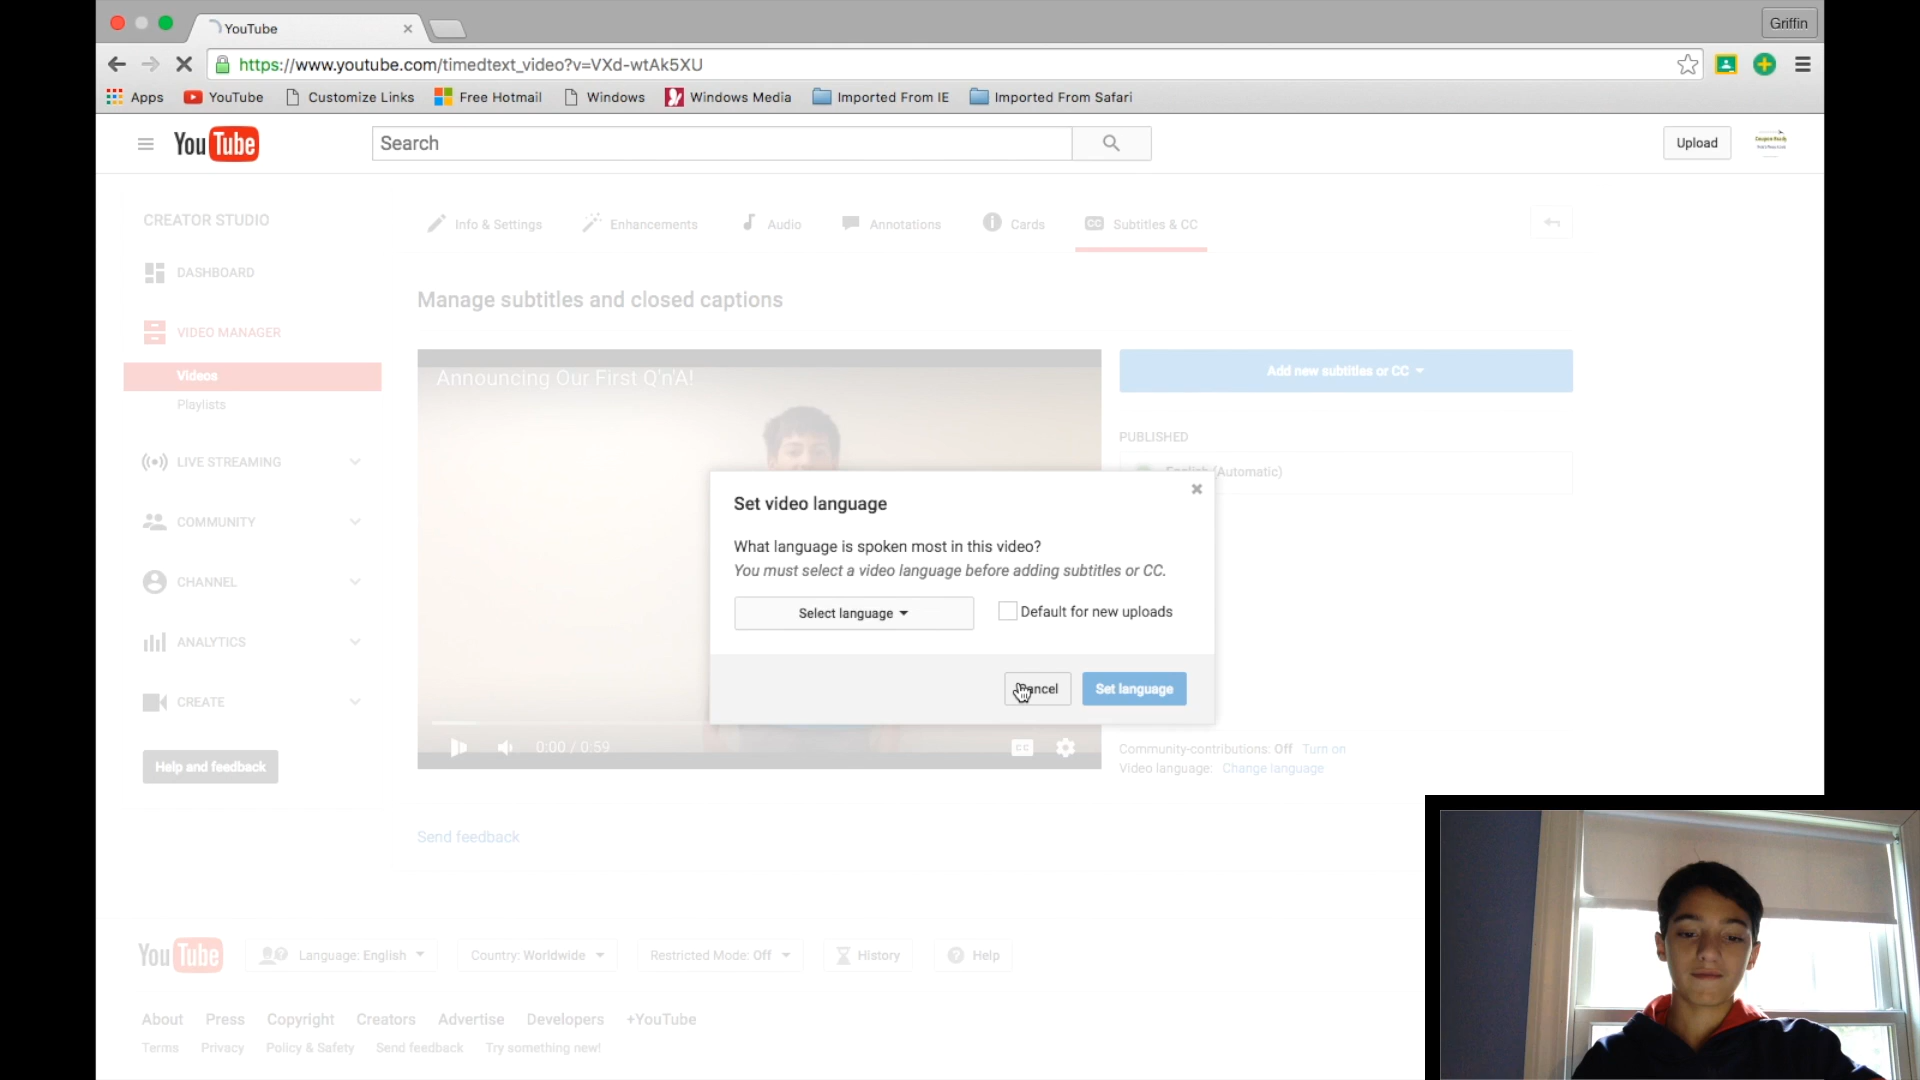 YouTube
Griffin
https://www.youtube.com/timedtext_video?v=VXd-wtAk5XU
Apps YouTube Customize Links Free Hotmail Windows Windows Media Imported From IE Imported From Safari
YouTube
Search
Upload
CREATOR STUDIO
Info & Settings Enhancements Audio Annotations Cards CC Subtitles & CC
DASHBOARD
Manage subtitles and closed captions
VIDEO MANAGER
Videos
Playlists
Announcing Our First Q'n'A!
Add new subtitles or CC
PUBLISHED
English (Automatic)
LIVE STREAMING
COMMUNITY
CHANNEL
ANALYTICS
CREATE
Help and feedback
Set video language
What language is spoken most in this video?
You must select a video language before adding subtitles or CC.
Select language
Default for new uploads
Cancel
Set language
0:00 / 0:59
CC
Community-contributions: Off Turn on
Video language: Change language
Send feedback
YouTube Language: English Country: Worldwide Restricted Mode: Off History Help
About Press Copyright Creators Advertise Developers +YouTube
Terms Privacy Policy & Safety Send feedback Try something new!